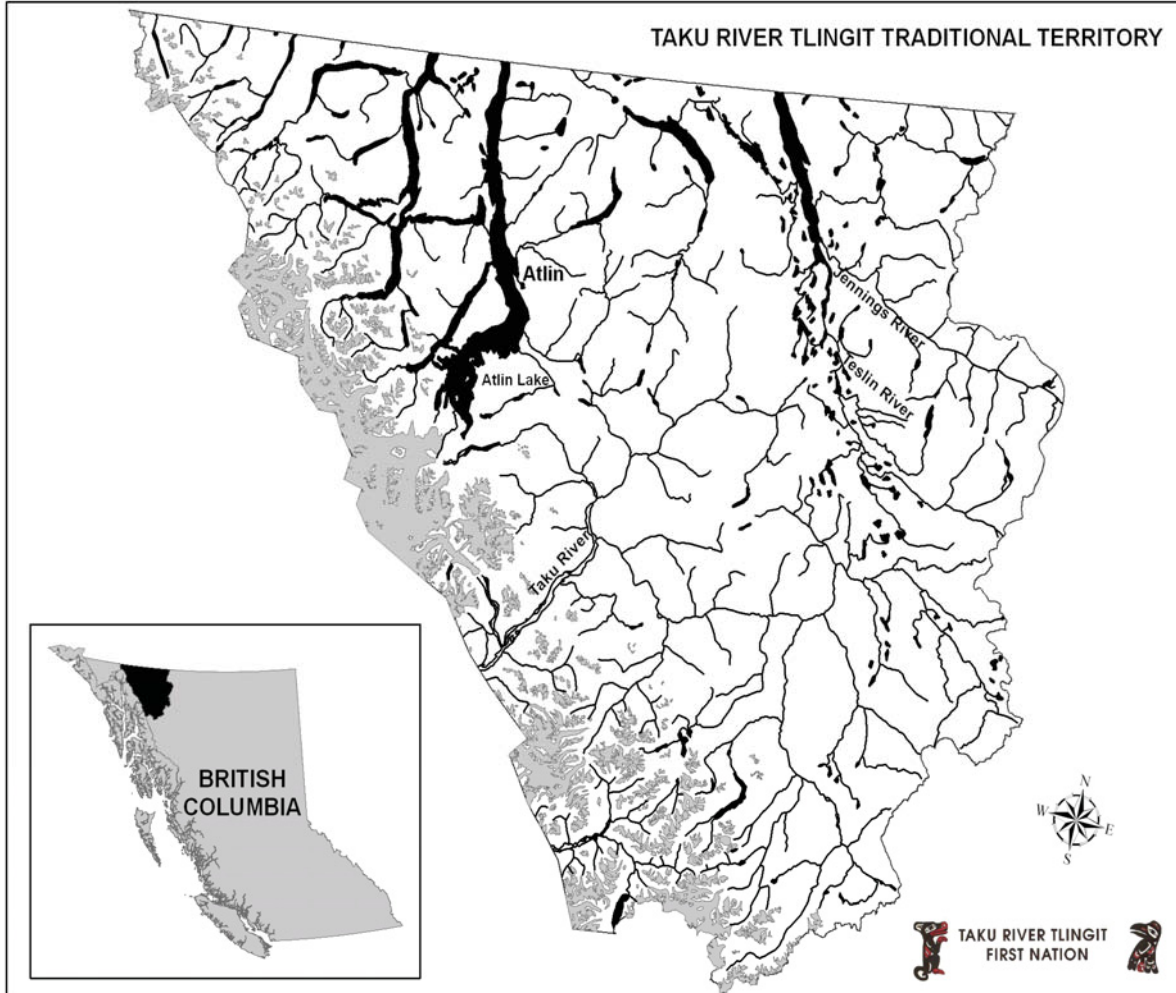 TAKU RIVER TLINGIT TRADITIONAL TERRITORY
Atlin
Jennings River
Atlin Lake
Teslin River
Taku River
BRITISH
COLUMBIA
N
W
E
S
TAKU RIVER TLINGIT
FIRST NATION